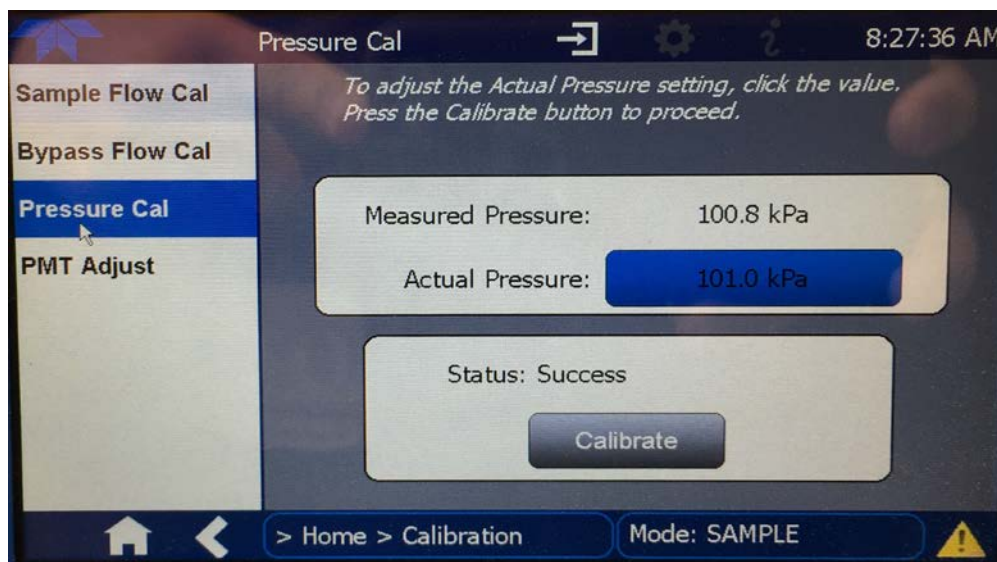 Pressure Cal
8:27:36 AM
Sample Flow Cal
Bypass Flow Cal
Pressure Cal
PMT Adjust
To adjust the Actual Pressure setting, click the value.
Press the Calibrate button to proceed.
Measured Pressure: 100.8 kPa
Actual Pressure: 101.0 kPa
Status: Success
Calibrate
> Home > Calibration
Mode: SAMPLE